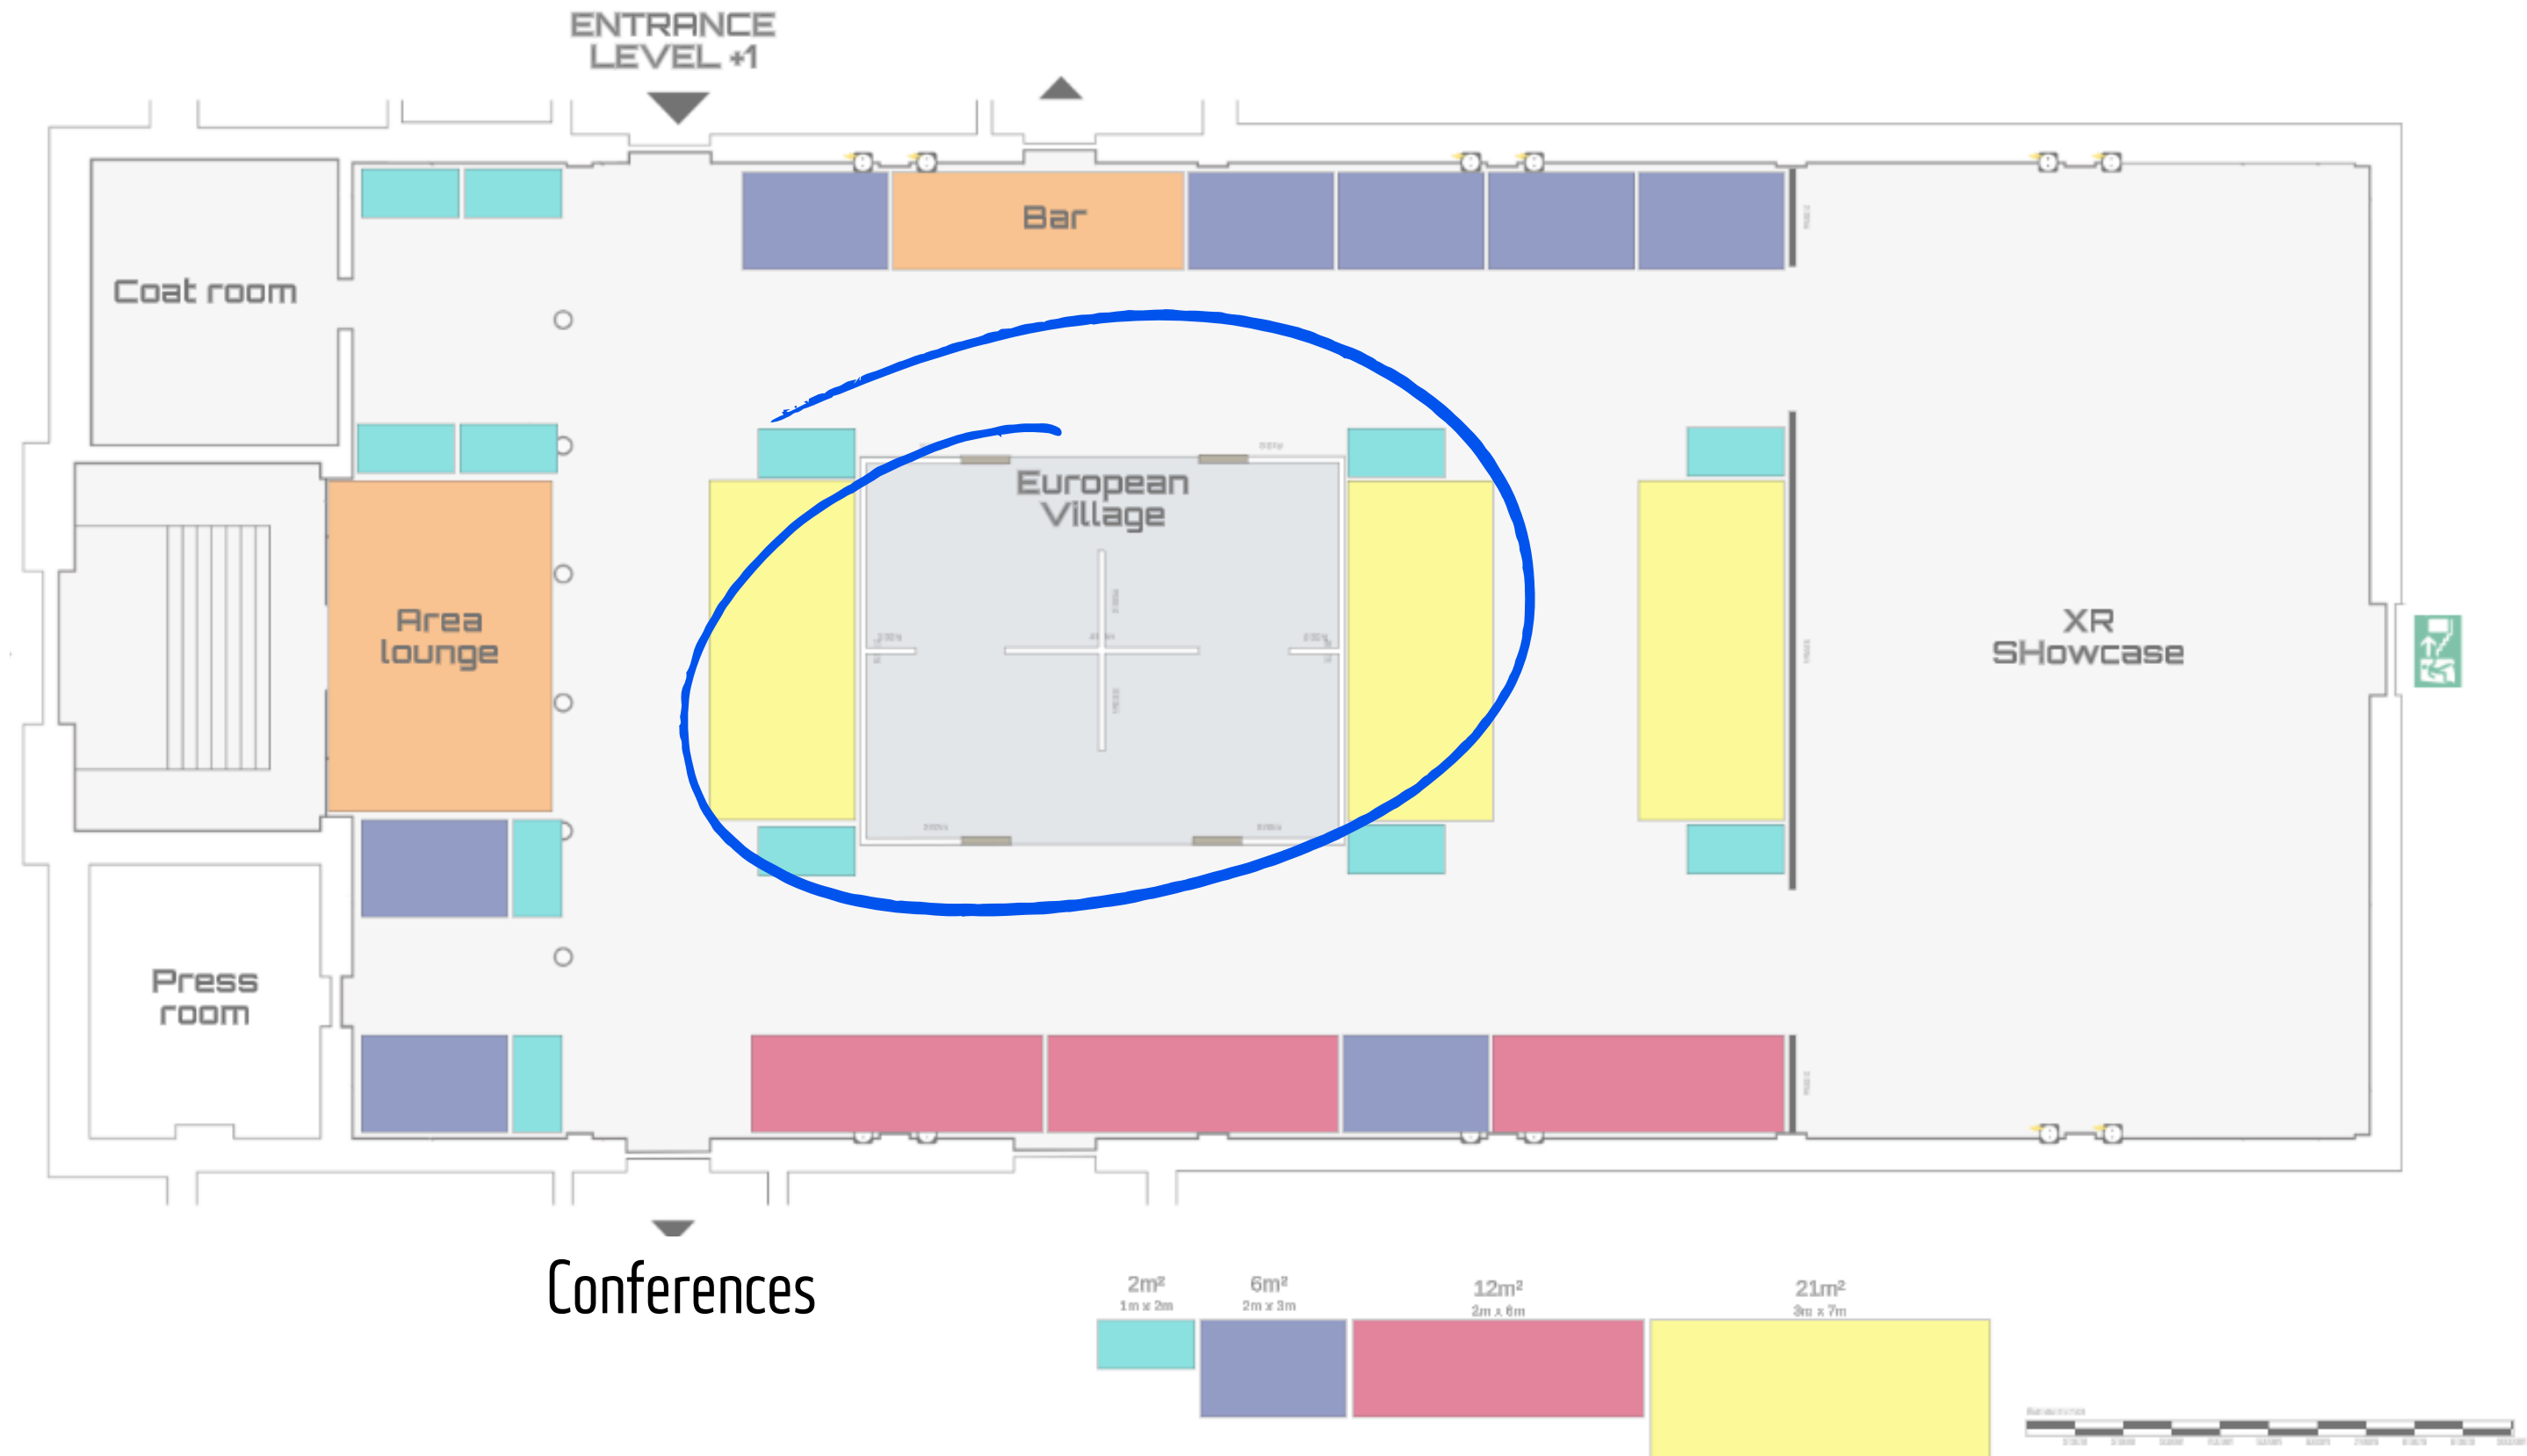 ENTRANCE
LEVEL +1
Bar
Coat room
European
Village
Area
lounge
XR
SHowcase
Press
room
Conferences
2m²
1m x 2m
6m²
2m x 3m
12m²
2m x 6m
21m²
3m x 7m